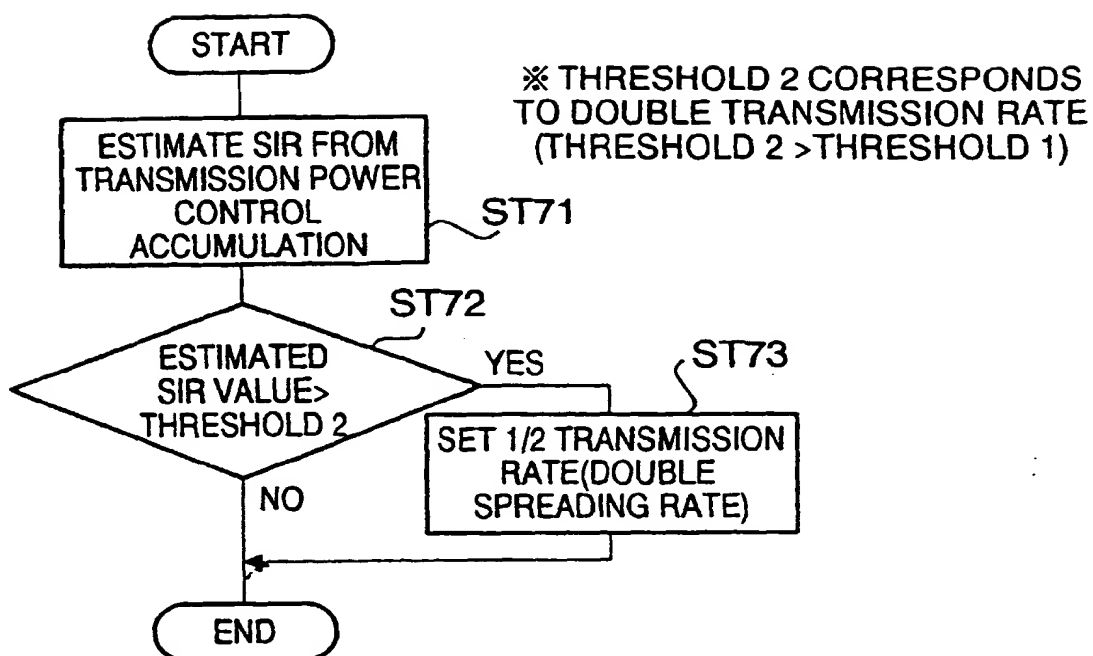 START
※ THRESHOLD 2 CORRESPONDS
TO DOUBLE TRANSMISSION RATE
(THRESHOLD 2 >THRESHOLD 1)
ESTIMATE SIR FROM
TRANSMISSION POWER
CONTROL
ACCUMULATION
ST71
ST72
ESTIMATED
SIR VALUE>
THRESHOLD 2
YES
ST73
SET 1/2 TRANSMISSION
RATE(DOUBLE
SPREADING RATE)
NO
END